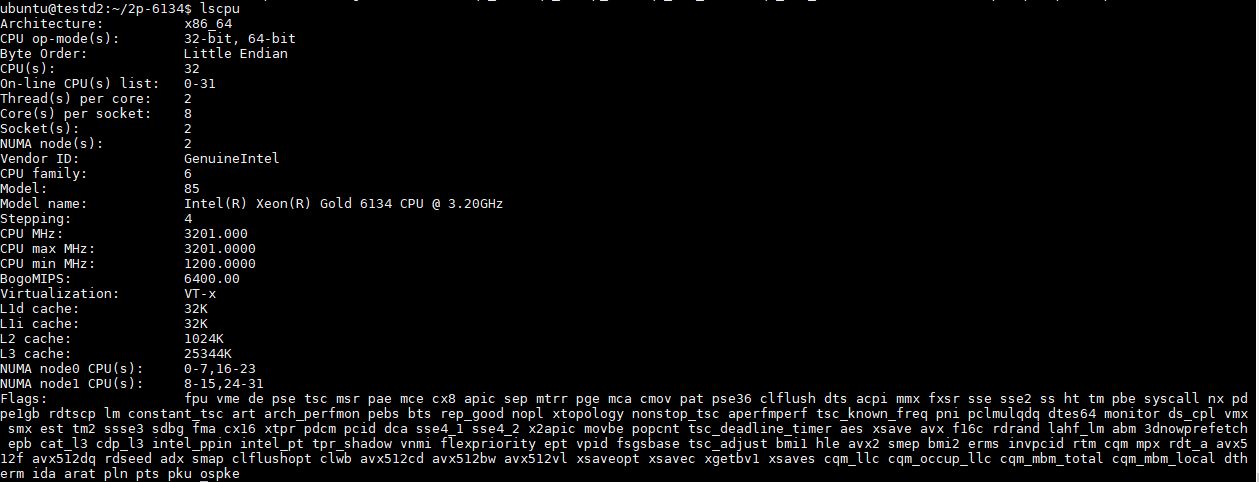 ubuntu@testd2:~/2p-6134$ lscpu
Architecture:          x86_64
CPU op-mode(s):        32-bit, 64-bit
Byte Order:            Little Endian
CPU(s):                32
On-line CPU(s) list:   0-31
Thread(s) per core:    2
Core(s) per socket:    8
Socket(s):             2
NUMA node(s):          2
Vendor ID:             GenuineIntel
CPU family:            6
Model:                 85
Model name:            Intel(R) Xeon(R) Gold 6134 CPU @ 3.20GHz
Stepping:              4
CPU MHz:               3201.000
CPU max MHz:           3201.0000
CPU min MHz:           1200.0000
BogoMIPS:              6400.00
Virtualization:        VT-x
L1d cache:             32K
L1i cache:             32K
L2 cache:              1024K
L3 cache:              25344K
NUMA node0 CPU(s):     0-7,16-23
NUMA node1 CPU(s):     8-15,24-31
Flags:                 fpu vme de pse tsc msr pae mce cx8 apic sep mtrr pge mca cmov pat pse36 clflush dts acpi mmx fxsr sse sse2 ss ht tm pbe syscall nx pd
pe1gb rdtscp lm constant_tsc art arch_perfmon pebs bts rep_good nopl xtopology nonstop_tsc aperfmperf tsc_known_freq pni pclmulqdq dtes64 monitor ds_cpl vmx
smx est tm2 ssse3 sdbg fma cx16 xtpr pdcm pcid dca sse4_1 sse4_2 x2apic movbe popcnt tsc_deadline_timer aes xsave avx f16c rdrand lahf_lm abm 3dnowprefetch
epb cat_l3 cdp_l3 intel_ppin intel_pt tpr_shadow vnmi flexpriority ept vpid fsgsbase tsc_adjust bmi1 hle avx2 smep bmi2 erms invpcid rtm cqm mpx rdt_a avx5
12f avx512dq rdseed adx smap clflushopt clwb avx512cd avx512bw avx512vl xsaveopt xsavec xgetbv1 xsaves cqm_llc cqm_occup_llc cqm_mbm_total cqm_mbm_local dth
erm ida arat pln pts pku ospke